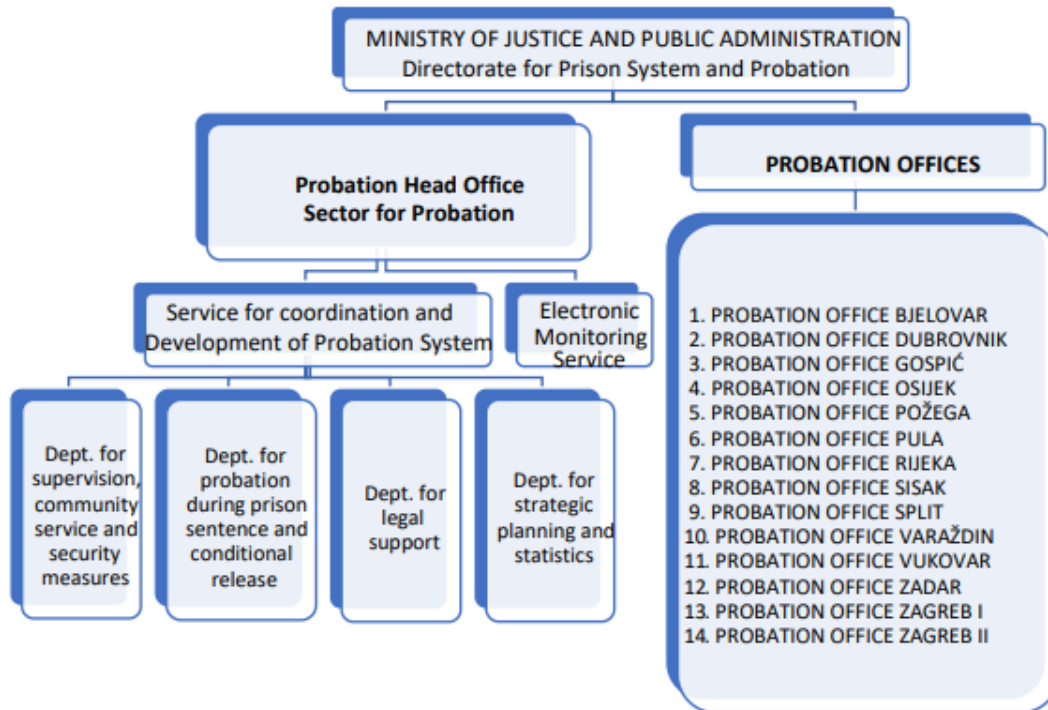 MINISTRY OF JUSTICE AND PUBLIC ADMINISTRATION
Directorate for Prison System and Probation
Probation Head Office
Sector for Probation
PROBATION OFFICES
Service for coordination and
Development of Probation System
Electronic
Monitoring
Service
Dept. for
supervision,
community
service and
security
measures
Dept. for
probation
during prison
sentence and
conditional
release
Dept. for
legal
support
Dept. for
strategic
planning and
statistics
1. PROBATION OFFICE BJELOVAR
2. PROBATION OFFICE DUBROVNIK
3. PROBATION OFFICE GOSPIĆ
4. PROBATION OFFICE OSIJEK
5. PROBATION OFFICE POŽEGA
6. PROBATION OFFICE PULA
7. PROBATION OFFICE RIJEKA
8. PROBATION OFFICE SISAK
9. PROBATION OFFICE SPLIT
10. PROBATION OFFICE VARAŽDIN
11. PROBATION OFFICE VUKOVAR
12. PROBATION OFFICE ZADAR
13. PROBATION OFFICE ZAGREB I
14. PROBATION OFFICE ZAGREB II